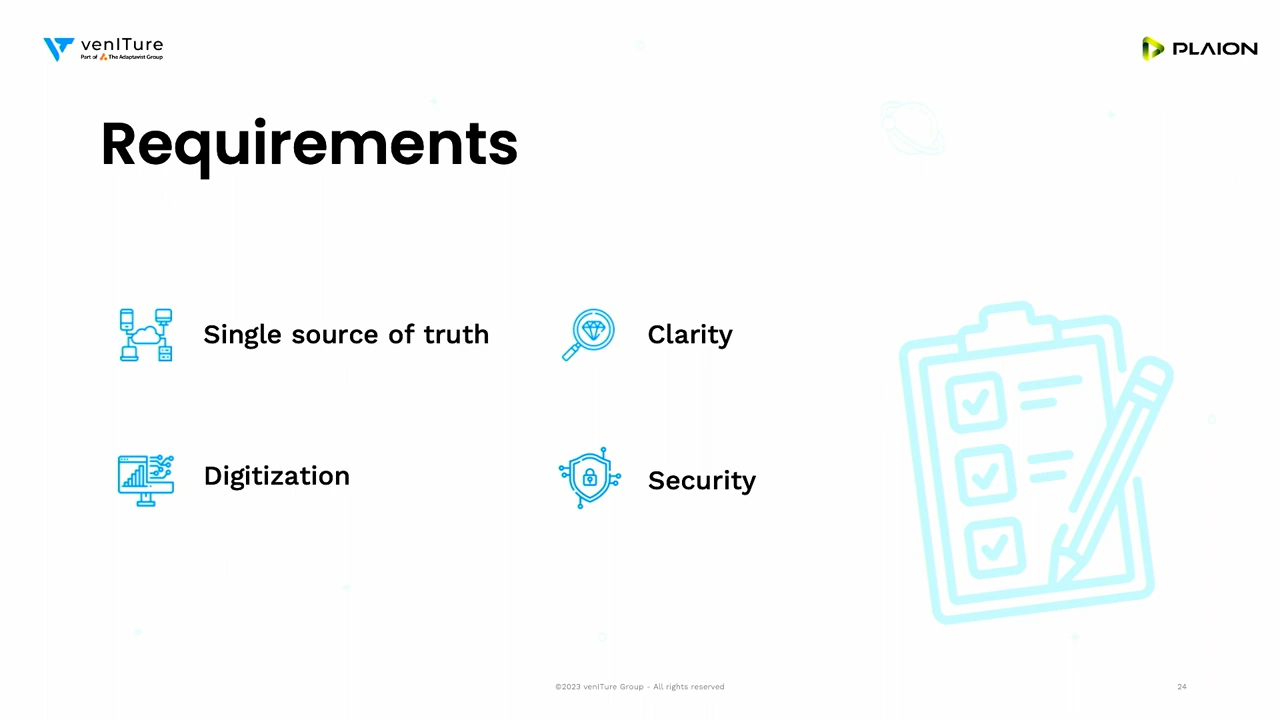 venITure
Part of The Adaptavist Group
PLAION
Requirements
Single source of truth
Clarity
Digitization
Security
©2023 venITure Group - All rights reserved
24